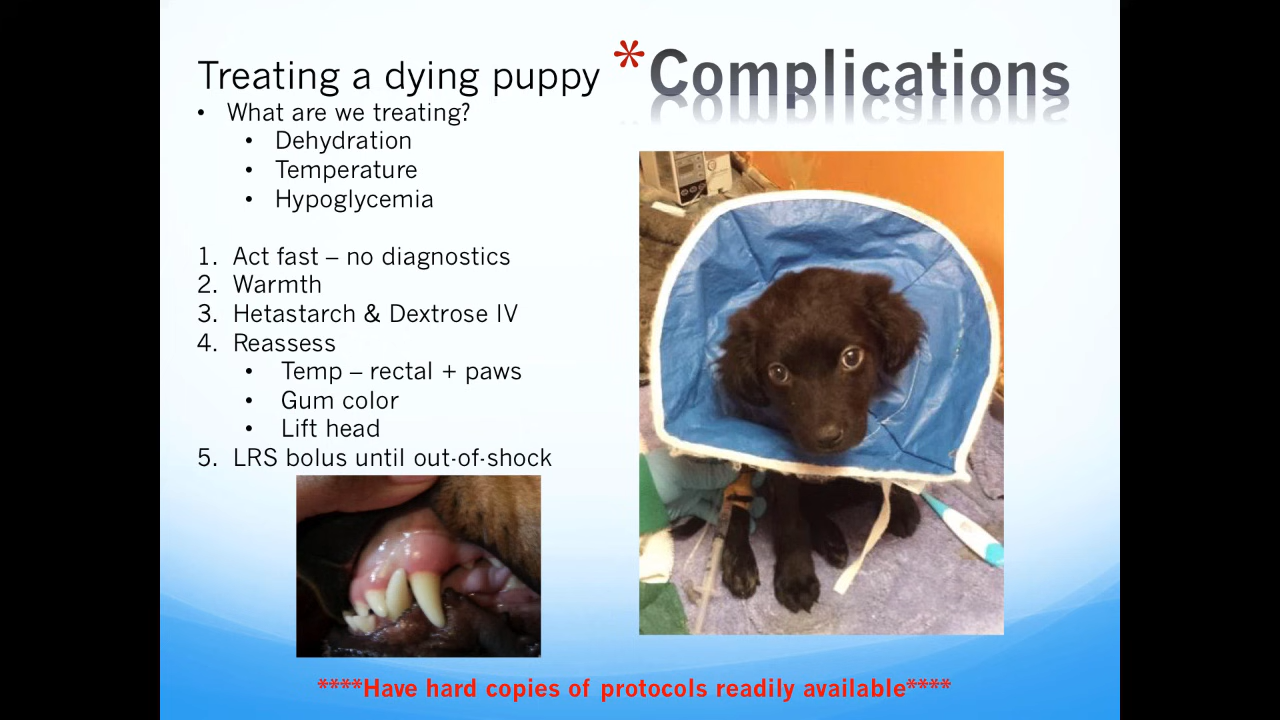 *Complications
Treating a dying puppy
• What are we treating?
• Dehydration
• Temperature
• Hypoglycemia
1. Act fast – no diagnostics
2. Warmth
3. Hetastarch & Dextrose IV
4. Reassess
• Temp – rectal + paws
• Gum color
• Lift head
5. LRS bolus until out-of-shock
****Have hard copies of protocols readily available****